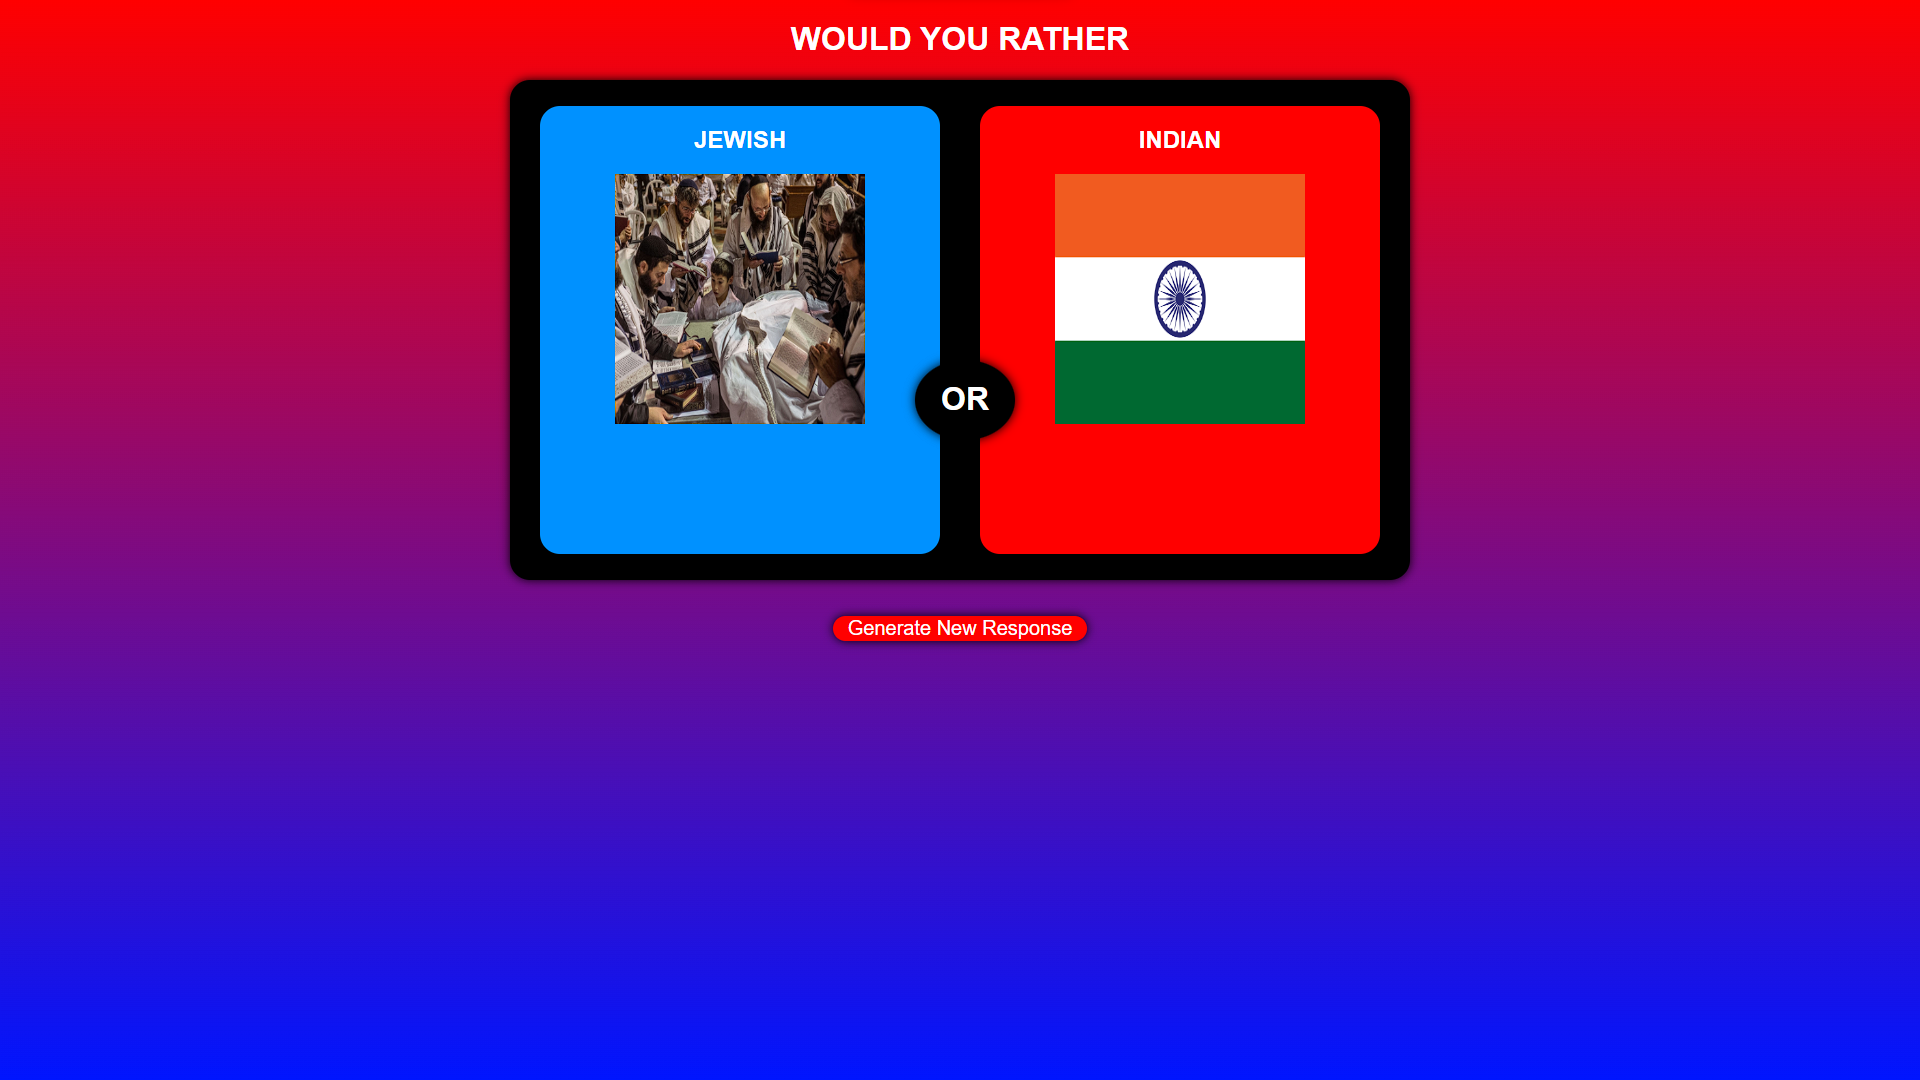 WOULD YOU RATHER
JEWISH
INDIAN
OR
Generate New Response